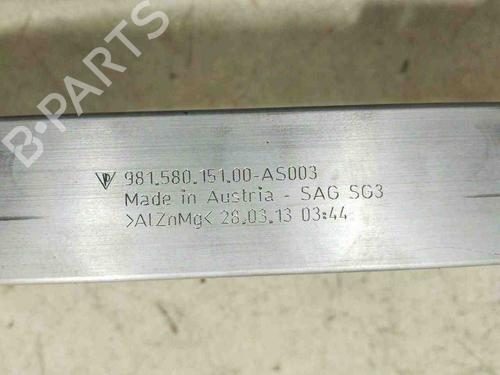 B-PARTS
981.580.151.00-AS003
Made in Austria - SAG SG3
>AlZnMg< 28.03.13 03:44